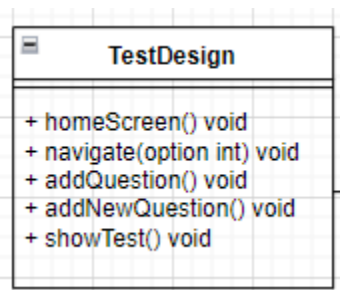 TestDesign
+ homeScreen() void
+ navigate(option int) void
+ addQuestion() void
+ addNewQuestion() void
+ showTest() void